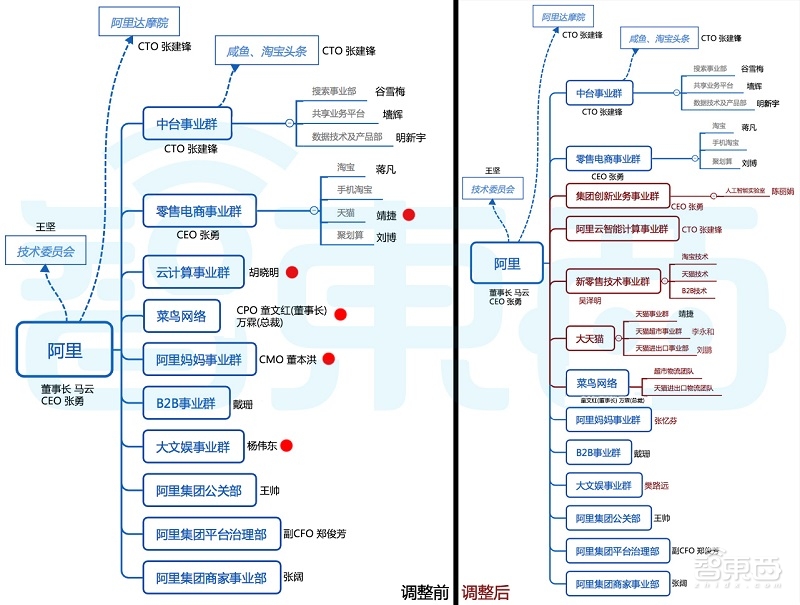 阿里达摩院
CTO 张建锋
咸鱼、淘宝头条
CTO 张建锋
中台事业群
CTO 张建锋
搜素事业部
谷雪梅
共享业务平台
墙辉
数据技术及产品部
明新宇
零售电商事业群
CEO 张勇
淘宝
蒋凡
手机淘宝
天猫
靖捷
聚划算
刘博
王坚
技术委员会
云计算事业群
胡晓明
菜鸟网络
CPO 童文红(董事长)
万霖(总裁)
阿里
董事长 马云
CEO 张勇
阿里妈妈事业群
CMO 董本洪
B2B事业群
戴珊
大文娱事业群
杨伟东
阿里集团公关部
王帅
阿里集团平台治理部
副CFO 郑俊芳
阿里集团商家事业部
张阔
调整前
阿里达摩院
CTO 张建锋
咸鱼、淘宝头条
CTO 张建锋
中台事业群
CTO 张建锋
搜索事业部
谷雪梅
共享业务平台
墙辉
数据技术及产品部
明新宇
零售电商事业群
CEO 张勇
淘宝
蒋凡
手机淘宝
聚划算
刘博
王坚
技术委员会
集团创新业务事业群
CEO 张勇
人工智能实验室
陈丽娟
阿里云智能计算事业群
CTO 张建锋
阿里
董事长 马云
CEO 张勇
新零售技术事业群
吴泽明
淘宝技术
天猫技术
B2B技术
大天猫
天猫事业群
靖捷
天猫超市事业群
李永和
天猫进出口事业部
刘鹏
菜鸟网络
童文红(董事长) 万霖(总裁)
超市物流团队
天猫进出口物流团队
阿里妈妈事业群
张忆芬
B2B事业群
戴珊
大文娱事业群
樊路远
阿里集团公关部
王帅
阿里集团平台治理部
副CFO 郑俊芳
阿里集团商家事业部
张阔
调整后
智東西
智東西
zhidx.com